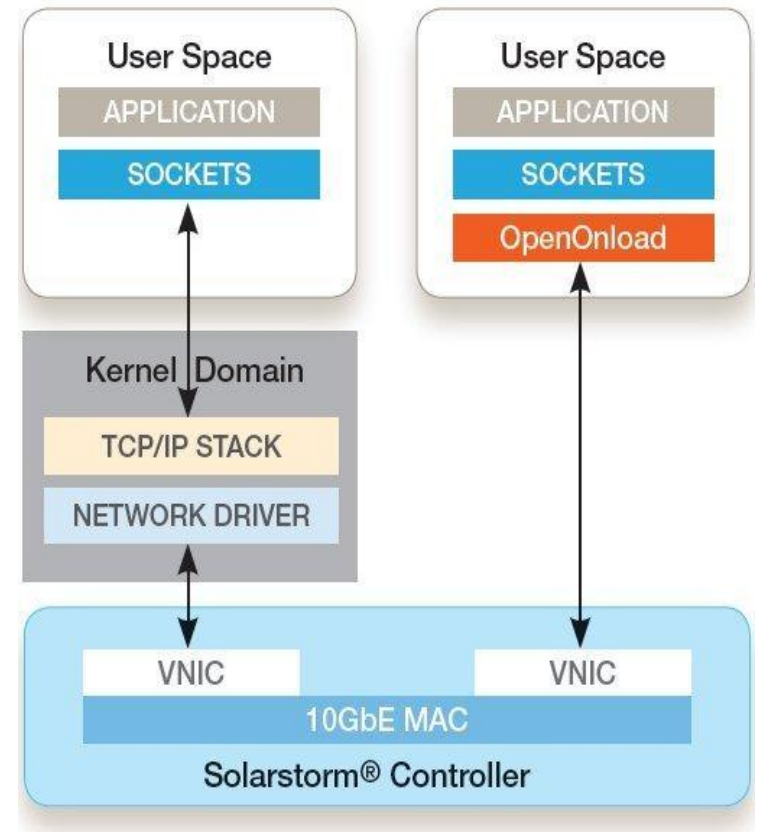 User Space
APPLICATION
SOCKETS
User Space
APPLICATION
SOCKETS
OpenOnload
Kernel Domain
TCP/IP STACK
NETWORK DRIVER
VNIC
VNIC
10GbE MAC
Solarstorm® Controller